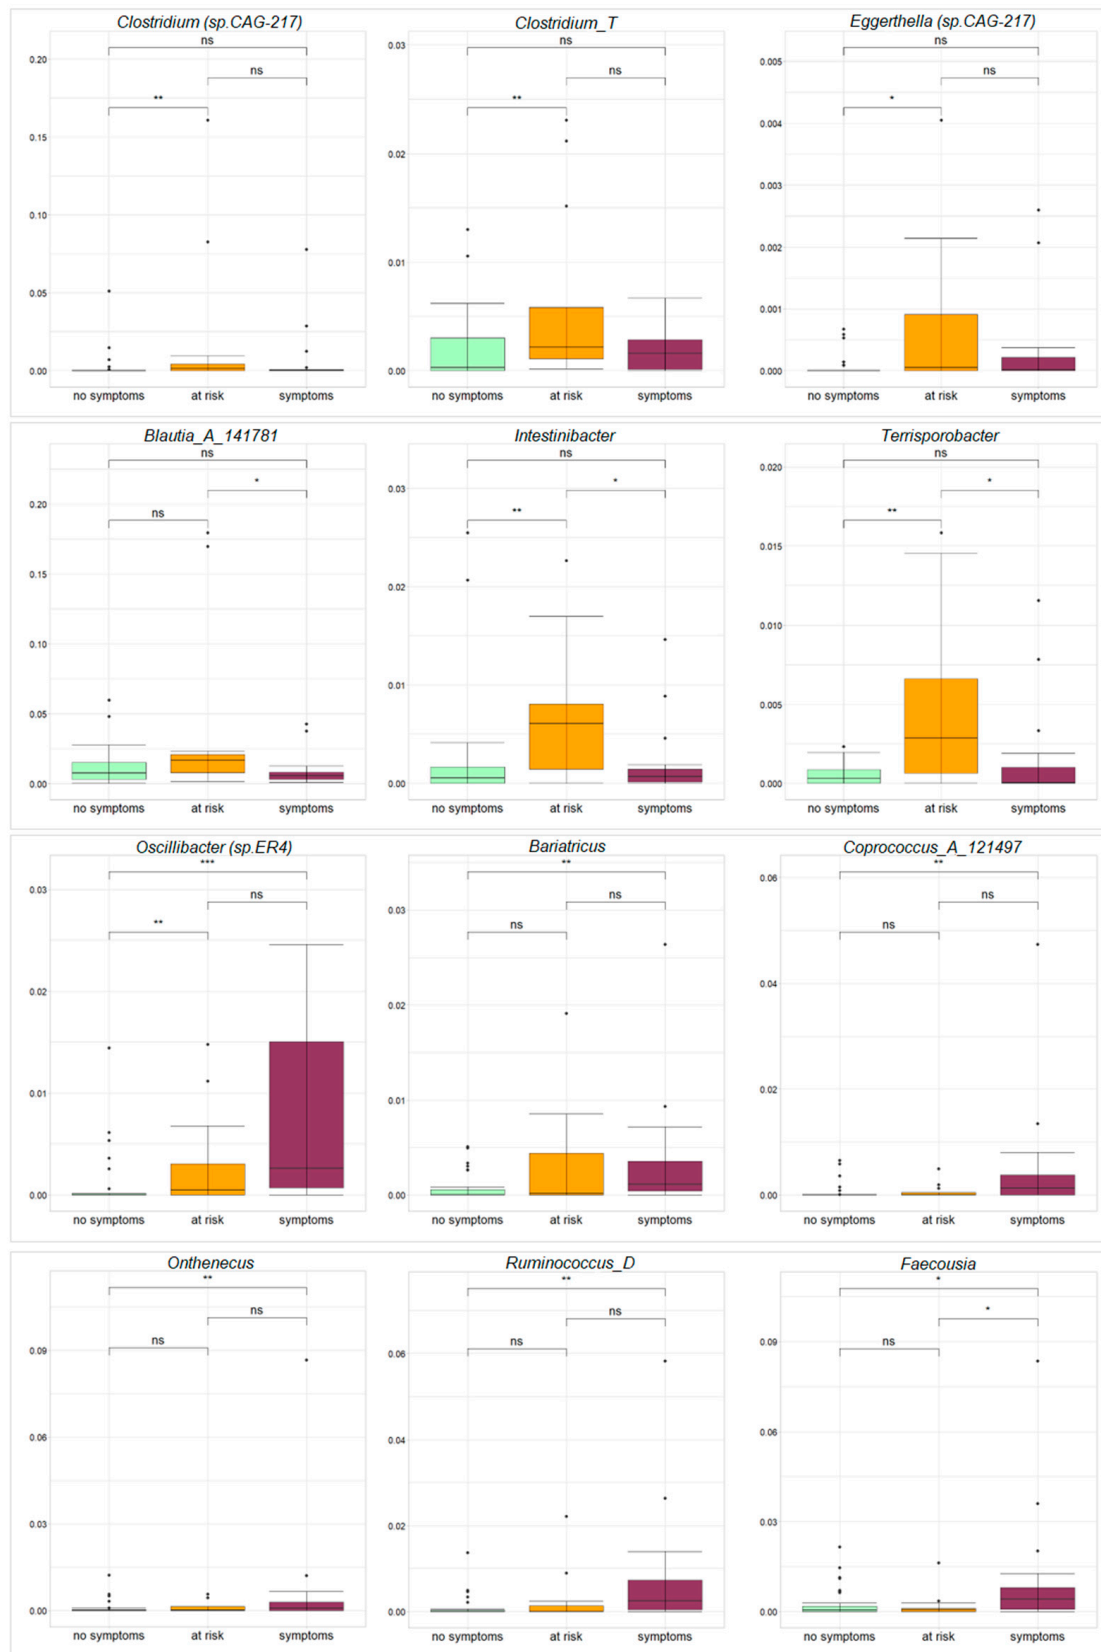 Clostridium (sp.CAG-217)
ns
ns
**
0.20
0.15
0.10
0.05
0.00
no symptoms at risk symptoms
Clostridium_T
ns
ns
**
0.03
0.02
0.01
0.00
no symptoms at risk symptoms
Eggerthella (sp.CAG-217)
ns
ns
*
0.005
0.004
0.003
0.002
0.001
0.000
no symptoms at risk symptoms
Blautia_A_141781
ns
*
ns
0.20
0.15
0.10
0.05
0.00
no symptoms at risk symptoms
Intestinibacter
ns
*
**
0.03
0.02
0.01
0.00
no symptoms at risk symptoms
Terrisporobacter
ns
*
**
0.020
0.015
0.010
0.005
0.000
no symptoms at risk symptoms
Oscillibacter (sp.ER4)
***
ns
**
0.03
0.02
0.01
0.00
no symptoms at risk symptoms
Bariatricus
**
ns
ns
0.03
0.02
0.01
0.00
no symptoms at risk symptoms
Coprococcus_A_121497
**
ns
ns
0.06
0.04
0.02
0.00
no symptoms at risk symptoms
Onthenecus
**
ns
ns
0.09
0.06
0.03
0.00
no symptoms at risk symptoms
Ruminococcus_D
**
ns
ns
0.06
0.04
0.02
0.00
no symptoms at risk symptoms
Faecousia
*
*
ns
0.09
0.06
0.03
0.00
no symptoms at risk symptoms